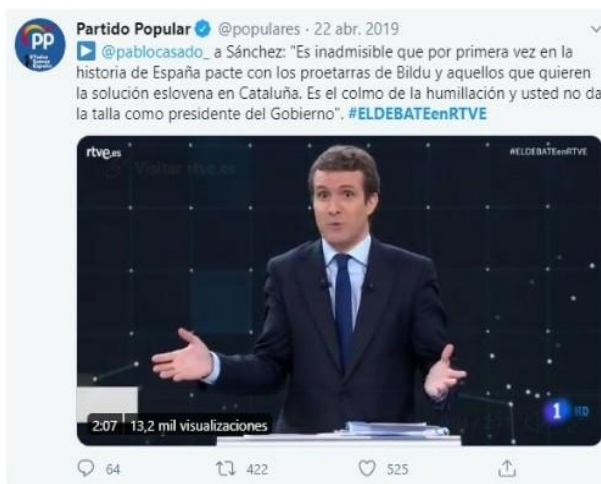 Partido Popular @populares · 22 abr. 2019
@pablocasado_ a Sánchez: "Es inadmisible que por primera vez en la
historia de España pacte con los proetarras de Bildu y aquellos que quieren
la solución eslovena en Cataluña. Es el colmo de la humillación y usted no da
la talla como presidente del Gobierno". #ELDEBATEenRTVE
PP
rtve.es
#ELDEBATEenRTVE
Visitar rtve.es
1 HD
2:07 13,2 mil visualizaciones
64 422 525